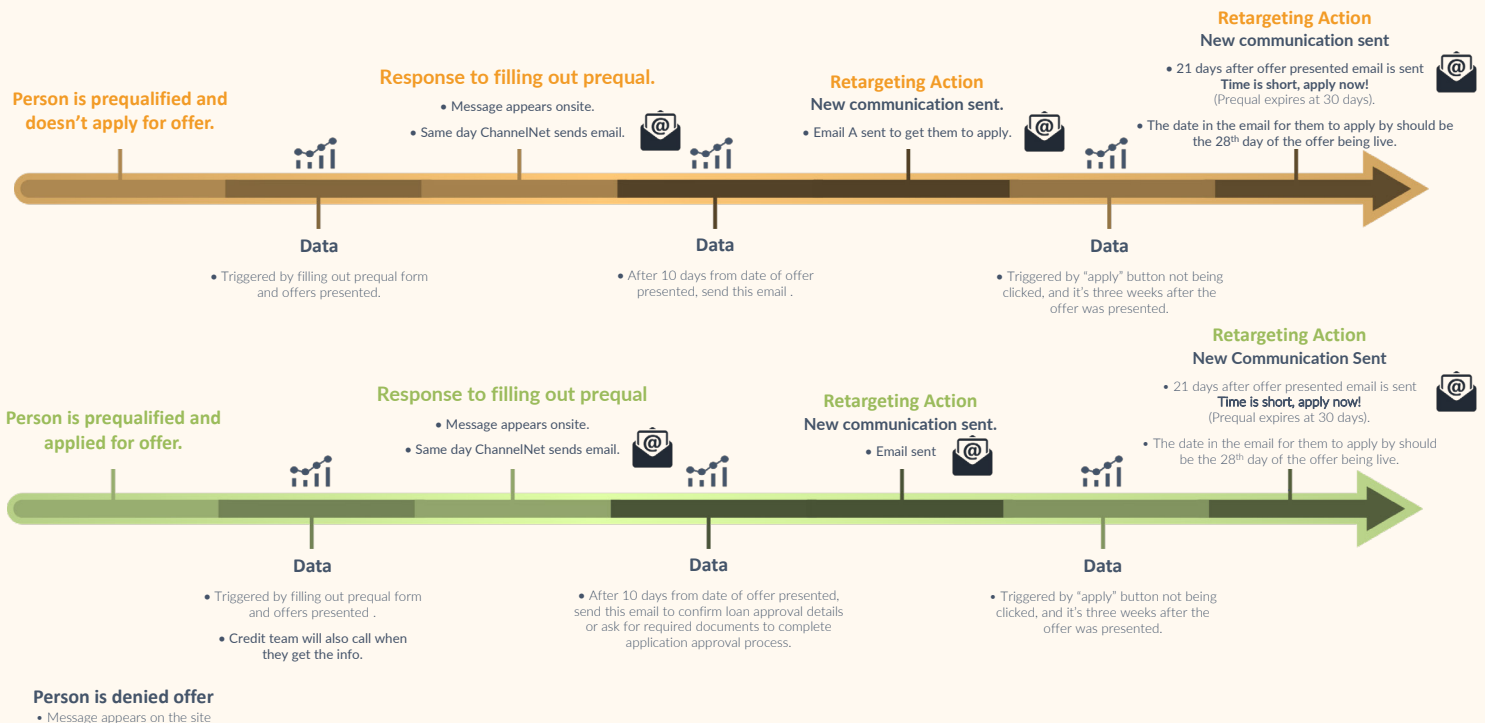 Person is prequalified and
doesn’t apply for offer.
Response to filling out prequal.
• Message appears onsite.
• Same day ChannelNet sends email.
@
Retargeting Action
New communication sent.
• Email A sent to get them to apply.
@
Retargeting Action
New communication sent
• 21 days after offer presented email is sent
Time is short, apply now!
(Prequal expires at 30 days).
• The date in the email for them to apply by should be
the 28th day of the offer being live.
@
Data
• Triggered by filling out prequal form
and offers presented.
Data
• After 10 days from date of offer
presented, send this email .
Data
• Triggered by “apply” button not being
clicked, and it’s three weeks after the
offer was presented.
Person is prequalified and
applied for offer.
Response to filling out prequal
• Message appears onsite.
• Same day ChannelNet sends email.
@
Retargeting Action
New communication sent.
• Email sent
@
Retargeting Action
New Communication Sent
• 21 days after offer presented email is sent
Time is short, apply now!
(Prequal expires at 30 days).
• The date in the email for them to apply by should
be the 28th day of the offer being live.
@
Data
• Triggered by filling out prequal form
and offers presented .
• Credit team will also call when
they get the info.
Data
• After 10 days from date of offer presented,
send this email to confirm loan approval details
or ask for required documents to complete
application approval process.
Data
• Triggered by “apply” button not being
clicked, and it’s three weeks after the
offer was presented.
Person is denied offer
• Message appears on the site